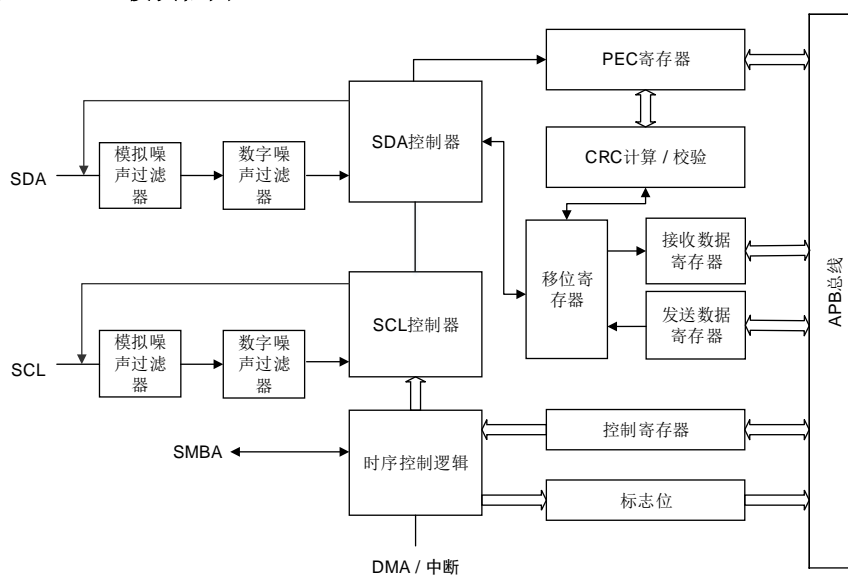 PEC寄存器
SDA控制器
CRC计算 / 校验
模拟噪
声过滤
器
数字噪
声过滤
器
SDA
移位寄
存器
接收数据
寄存器
发送数据
寄存器
APB总线
SCL控制器
模拟噪
声过滤
器
数字噪
声过滤
器
SCL
控制寄存器
SMBA
时序控制逻辑
标志位
DMA / 中断